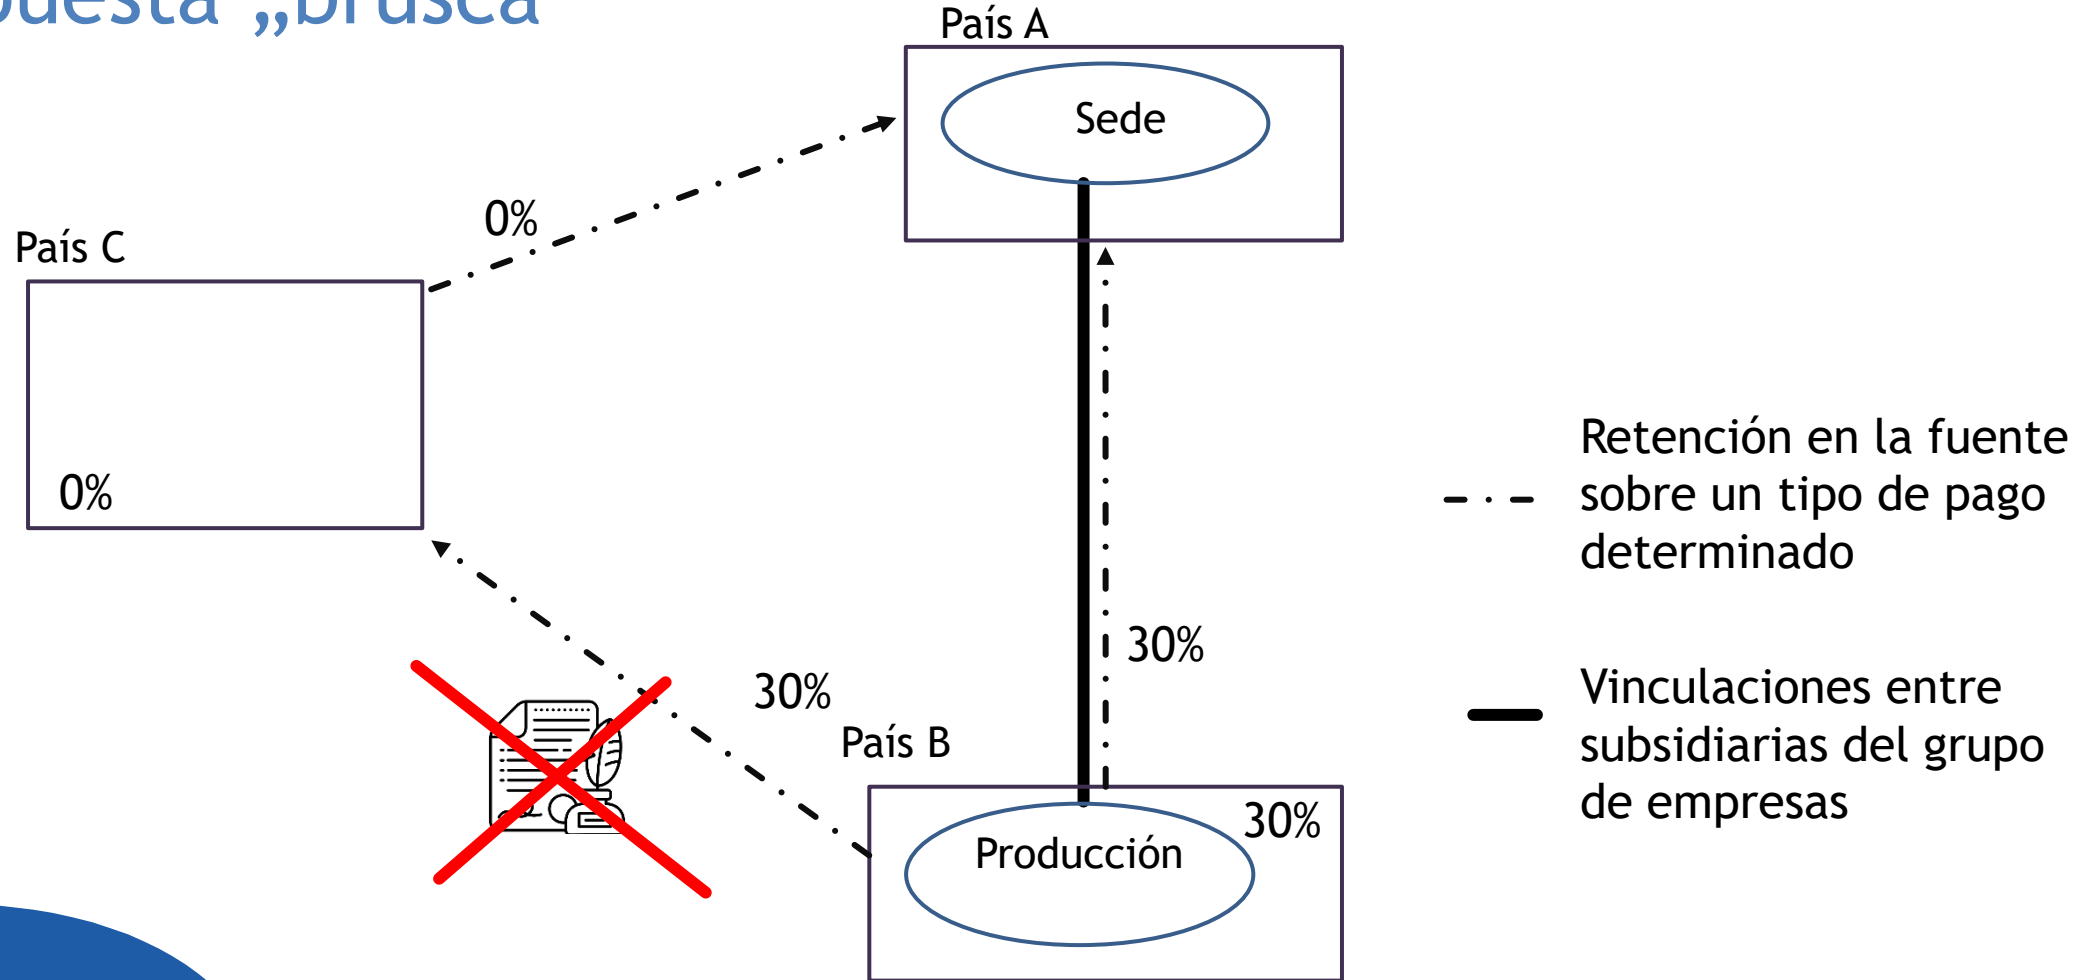 „brusca
País A
Sede
0%
País C
0%
30%
30%
País B
30%
Producción
Retención en la fuente
sobre un tipo de pago
determinado
Vinculaciones entre
subsidiarias del grupo
de empresas